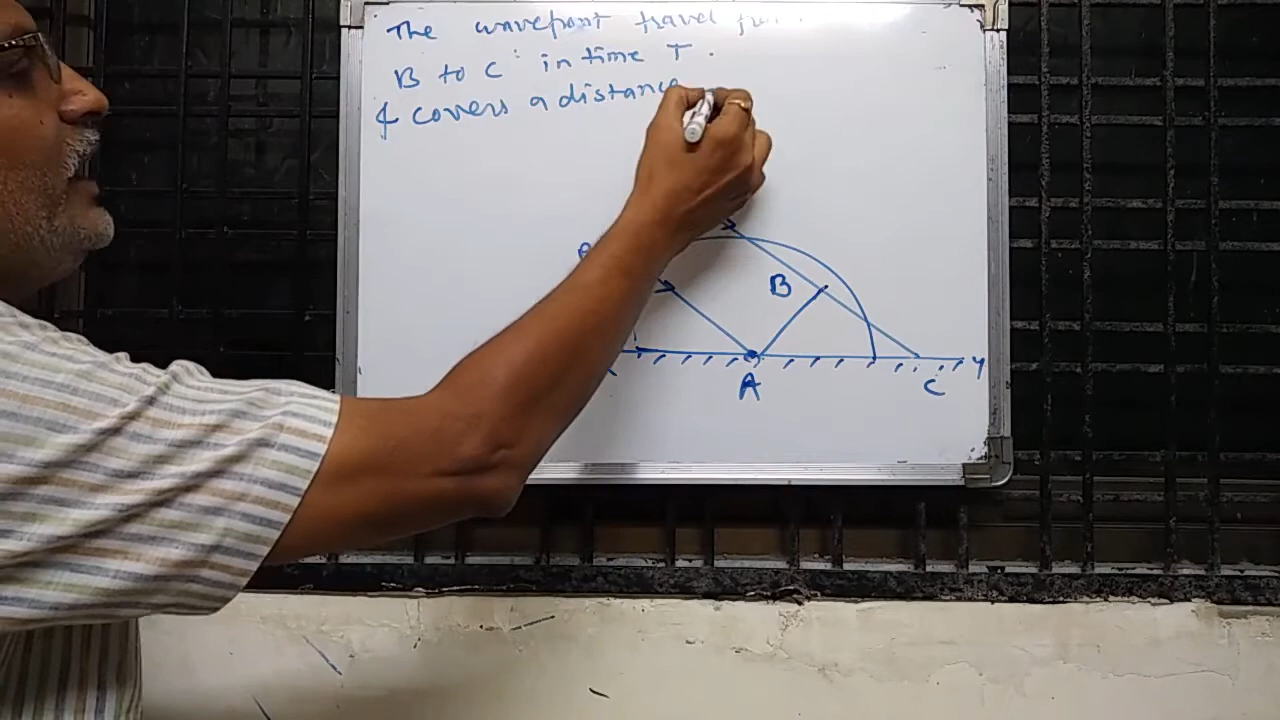 The wavefront travel
B to C in time T.
& covers a distance
B
A
C
Y